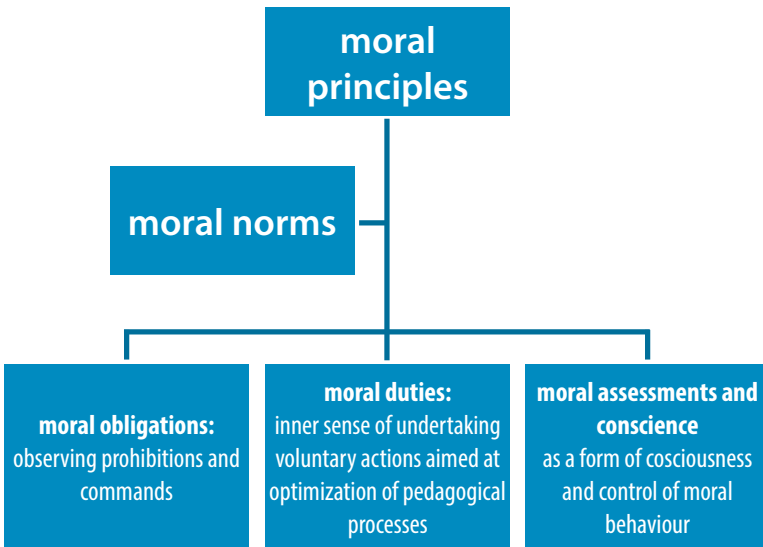 moral
principles
moral norms
moral obligations:
observing prohibitions and
commands
moral duties:
inner sense of undertaking
voluntary actions aimed at
optimization of pedagogical
processes
moral assessments and
conscience
as a form of cosciousness
and control of moral
behaviour